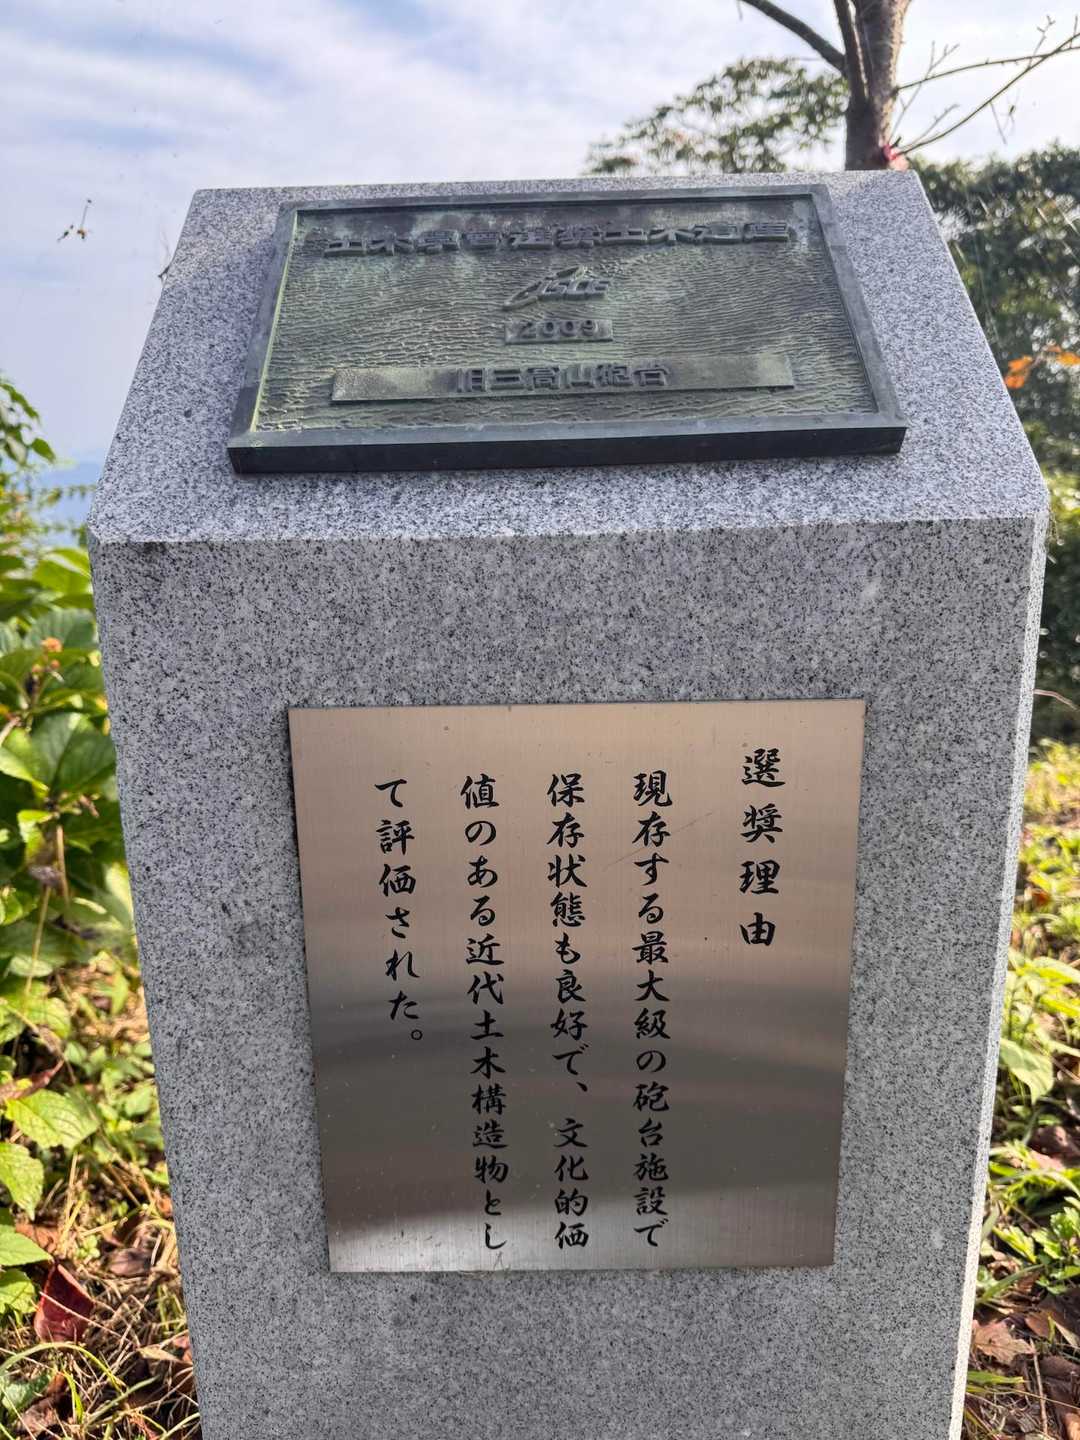 土木學會選奨土木遺産
JSCE
2009
旧三高山砲台
選奨理由
現存する最大級の砲台施設で
保存状態も良好で、文化的価
値のある近代土木構造物とし
て評価された。